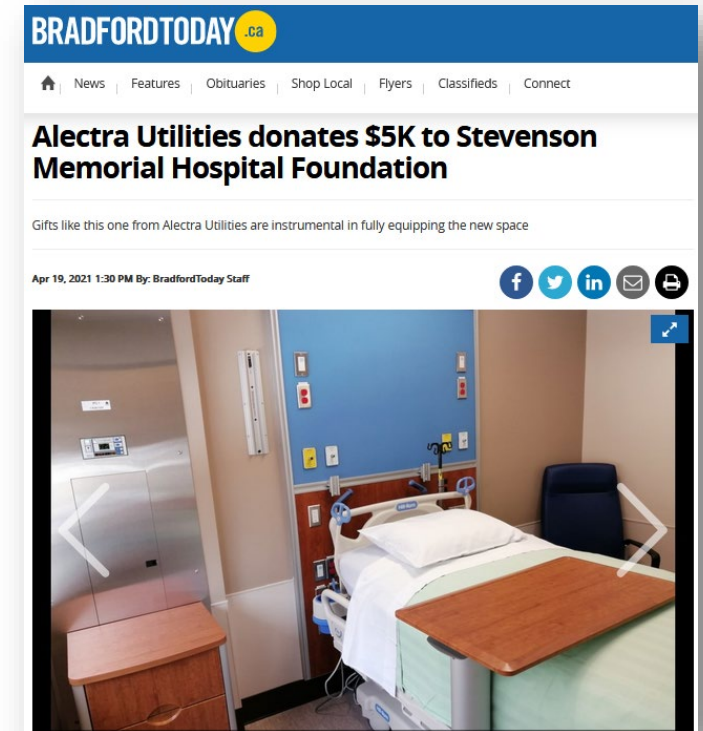 BRADFORDTODAY .ca
News Features Obituaries Shop Local Flyers Classifieds Connect
Alectra Utilities donates $5K to Stevenson
Memorial Hospital Foundation
Gifts like this one from Alectra Utilities are instrumental in fully equipping the new space
Apr 19, 2021 1:30 PM By: BradfordToday Staff